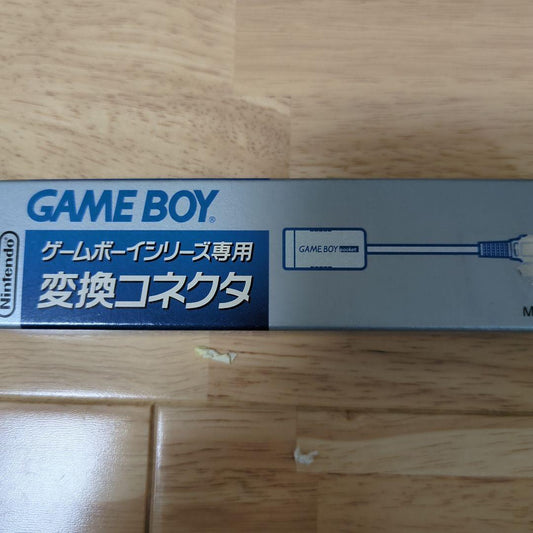 GAME BOY®
Nintendo
ゲームボーイシリーズ専用
変換コネクタ
GAME BOY pocket
M